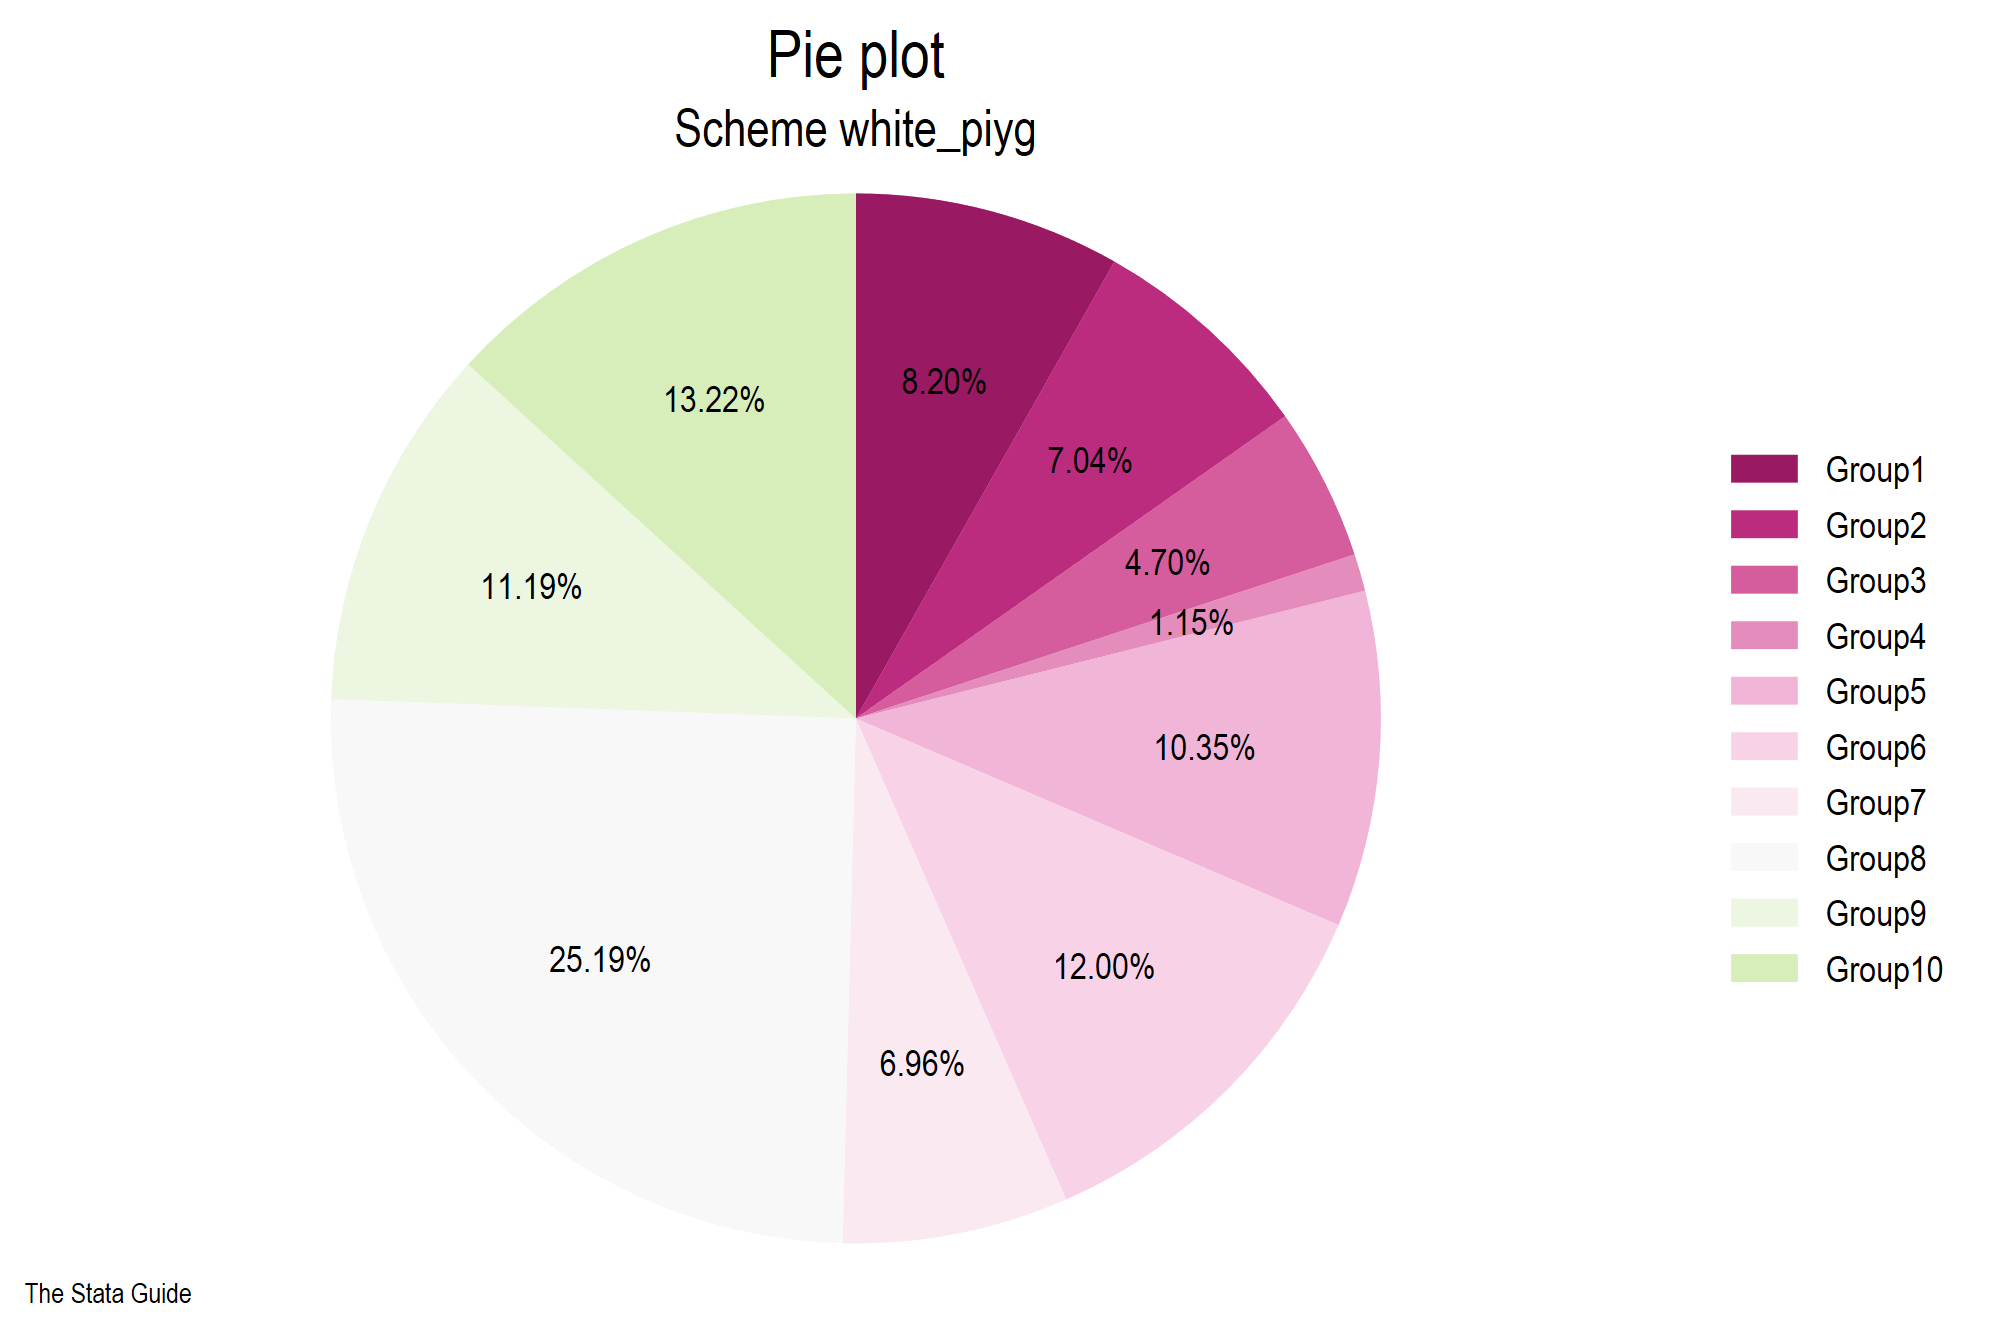 Pie plot
Scheme white_piyg
8.20%
7.04%
4.70%
1.15%
10.35%
12.00%
6.96%
25.19%
11.19%
13.22%
Group1
Group2
Group3
Group4
Group5
Group6
Group7
Group8
Group9
Group10
The Stata Guide